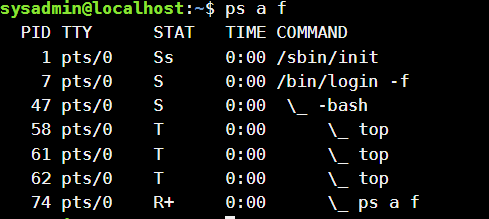 sysadmin@localhost:~$ ps a f
  PID TTY      STAT   TIME COMMAND
    1 pts/0    Ss     0:00 /sbin/init
    7 pts/0    S      0:00 /bin/login -f
   47 pts/0    S      0:00  \_ -bash
   58 pts/0    T      0:00      \_ top
   61 pts/0    T      0:00      \_ top
   62 pts/0    T      0:00      \_ top
   74 pts/0    R+     0:00      \_ ps a f